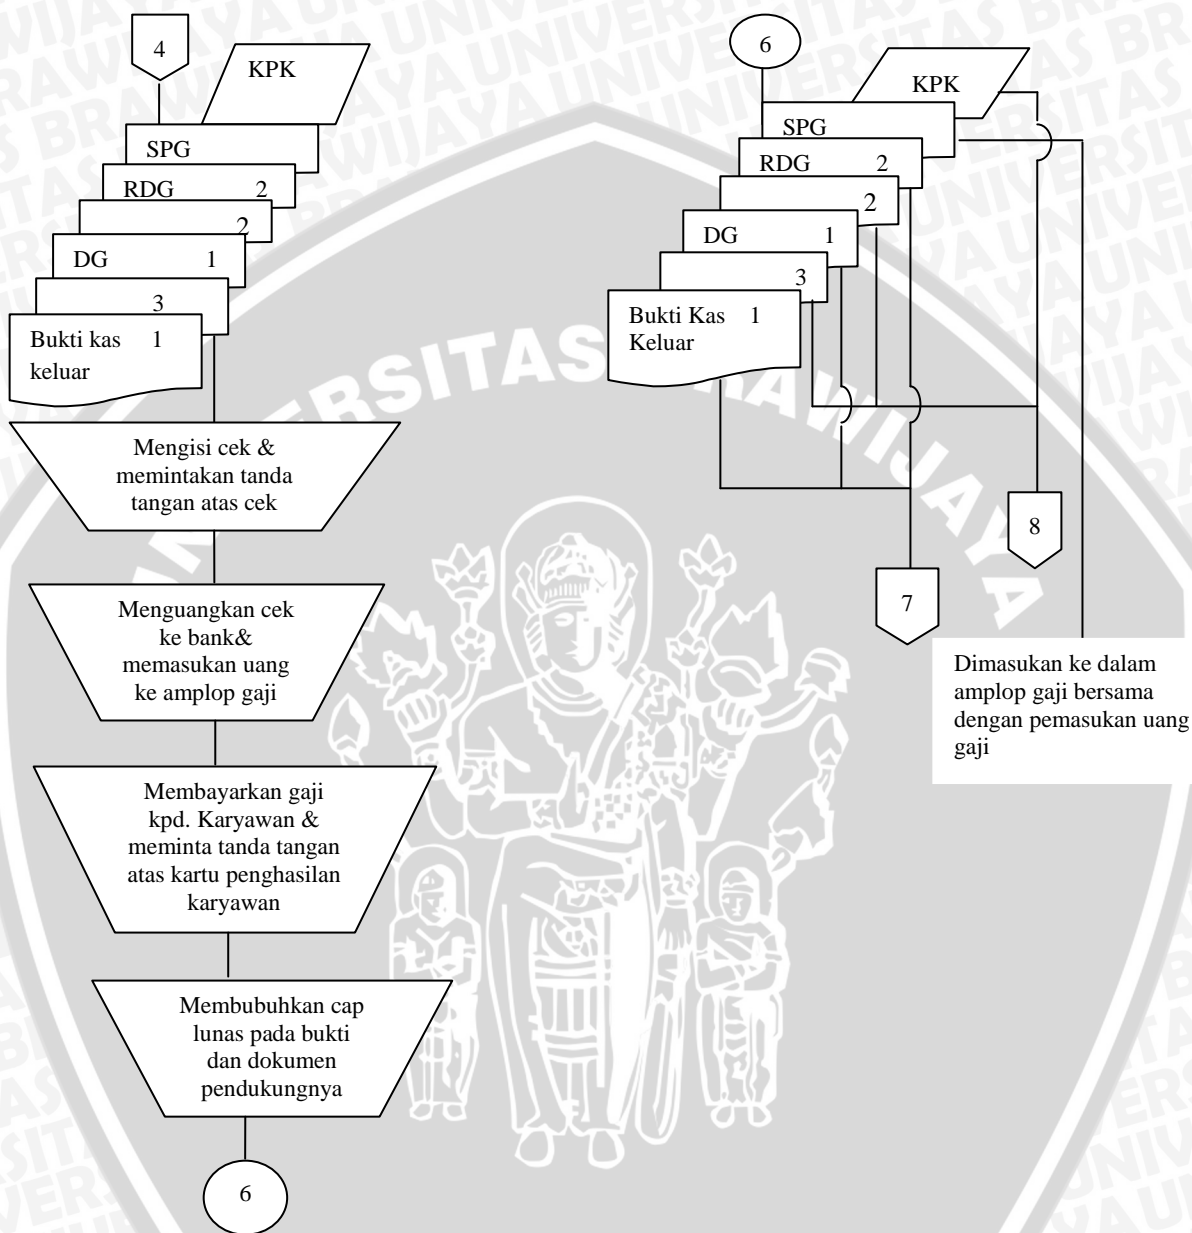 4
KPK
SPG
RDG 2
2
DG 1
3
Bukti kas 1
keluar
Mengisi cek &
memintakan tanda
tangan atas cek
Menguangkan cek
ke bank&
memasukan uang
ke amplop gaji
Membayarkan gaji
kpd. Karyawan &
meminta tanda tangan
atas kartu penghasilan
karyawan
Membubuhkan cap
lunas pada bukti
dan dokumen
pendukungnya
6
6
KPK
SPG
RDG 2
2
DG 1
3
Bukti Kas 1
Keluar
8
7
Dimasukan ke dalam
amplop gaji bersama
dengan pemasukan uang
gaji
UNIVERSITAS BRAWIJAYA